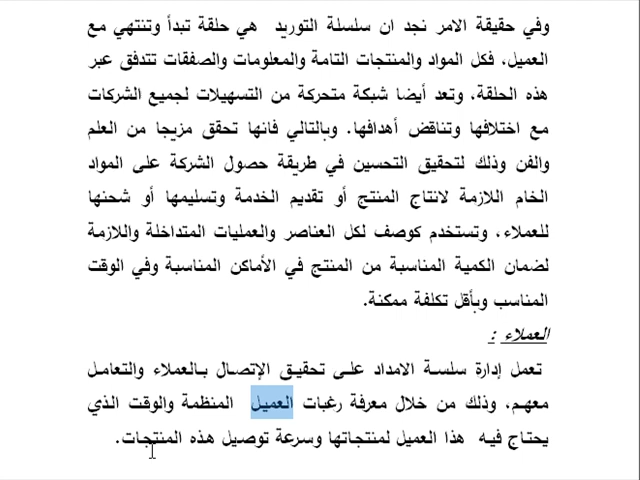 وفي حقيقة الامر نجد ان سلسلة التوريد هي حلقة تبدأ وتنتهي مع
العميل، فكل المواد والمنتجات التامة والمعلومات والصفقات تتدفق عبر
هذه الحلقة، وتعد أيضا شبكة متحركة من التسهيلات لجميع الشركات
مع اختلافها وتناقض أهدافها. وبالتالي فانها تحقق مزيجا من العلم
والفن وذلك لتحقيق التحسين في طريقة حصول الشركة على المواد
الخام اللازمة لانتاج المنتج أو تقديم الخدمة وتسليمها أو شحنها
للعملاء، وتستخدم كوصف لكل العناصر والعمليات المتداخلة واللازمة
لضمان الكمية المناسبة من المنتج في الأماكن المناسبة وفي الوقت
المناسب وبأقل تكلفة ممكنة.
العملاء :
تعمل إدارة سلسة الامداد على تحقيق الإتصال بالعملاء والتعامل
معهم، وذلك من خلال معرفة رغبات العميل المنظمة والوقت الذي
يحتاج فيه هذا العميل لمنتجاتها وسرعة توصيل هذه المنتجات.